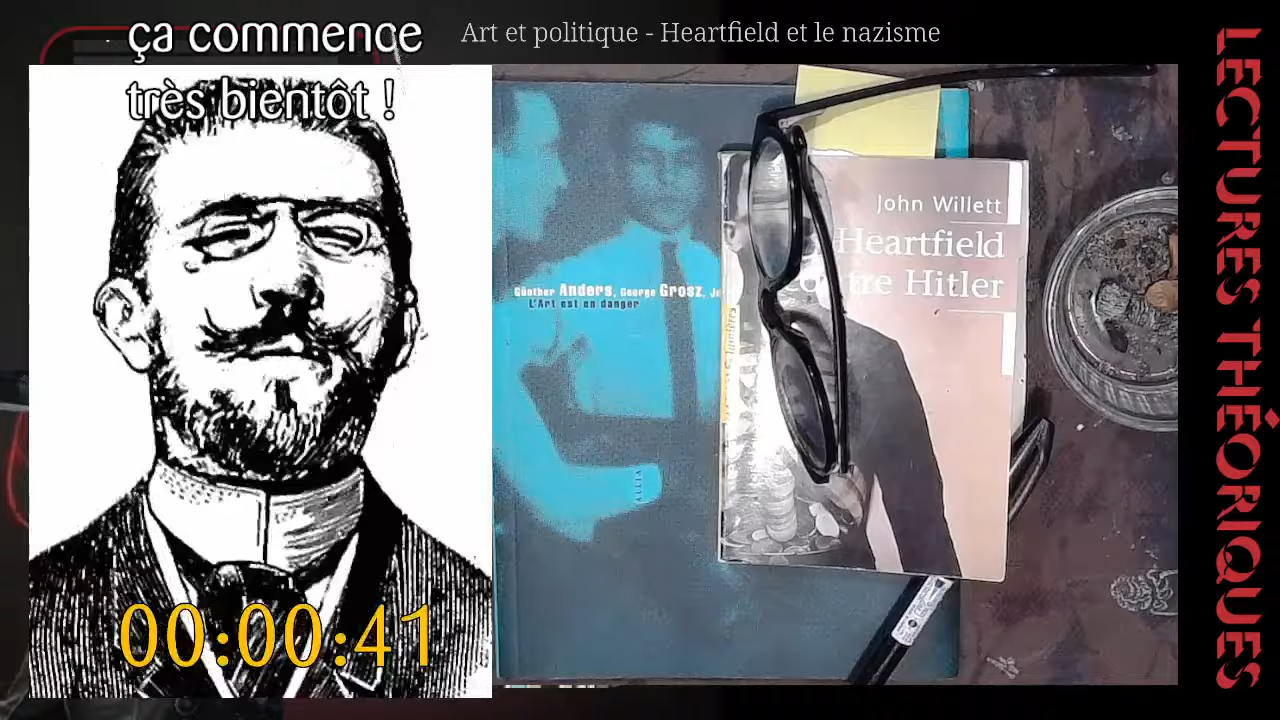 ça commence
très bientôt !
Art et politique - Heartfield et le nazisme
John Willett
Heartfield
contre Hitler
Günther Anders, George Grosz, J
L'Art est en danger
ALLIA
00:00:41
LECTURES THÉORIQUES